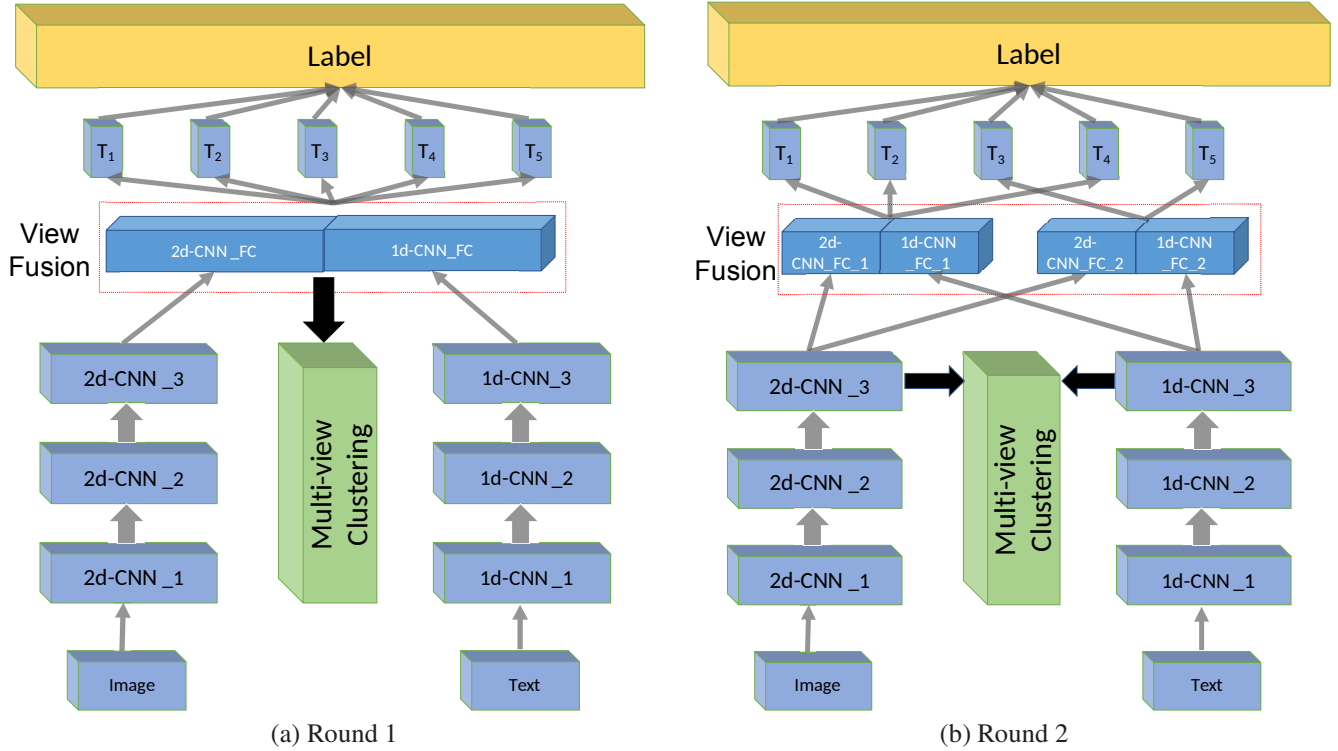 Label
T1
T2
T3
T4
T5
View
Fusion
2d-CNN _FC
1d-CNN _FC
2d-CNN _3
1d-CNN_3
2d-CNN _2
1d-CNN _2
2d-CNN _1
1d-CNN _1
Multi-view
Clustering
Image
Text
(a) Round 1
Label
T1
T2
T3
T4
T5
View
Fusion
2d-
CNN_FC_1
1d-CNN
_FC_1
2d-
CNN_FC_2
1d-CNN
_FC_2
2d-CNN _3
1d-CNN _3
2d-CNN _2
1d-CNN _2
2d-CNN _1
1d-CNN _1
Multi-view
Clustering
Image
Text
(b) Round 2